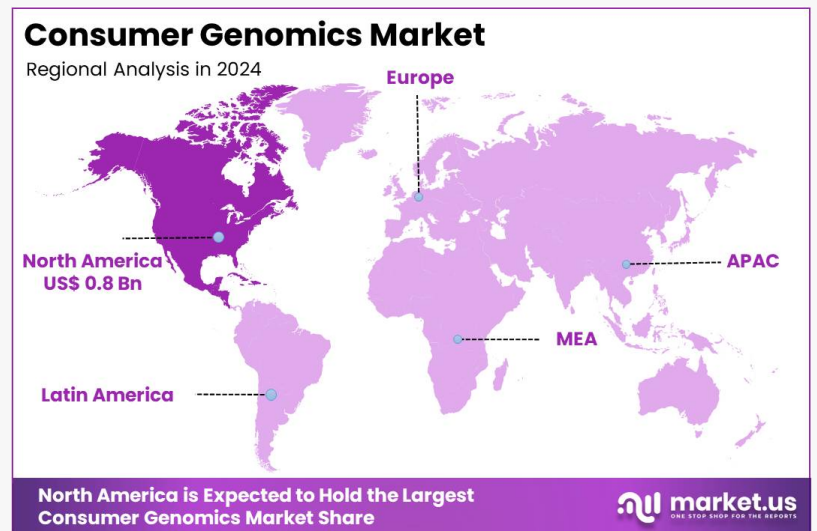 Consumer Genomics Market
Regional Analysis in 2024
Europe
North America
US$ 0.8 Bn
APAC
MEA
Latin America
North America is Expected to Hold the Largest
Consumer Genomics Market Share
market.us
ONE STOP SHOP FOR THE REPORTS